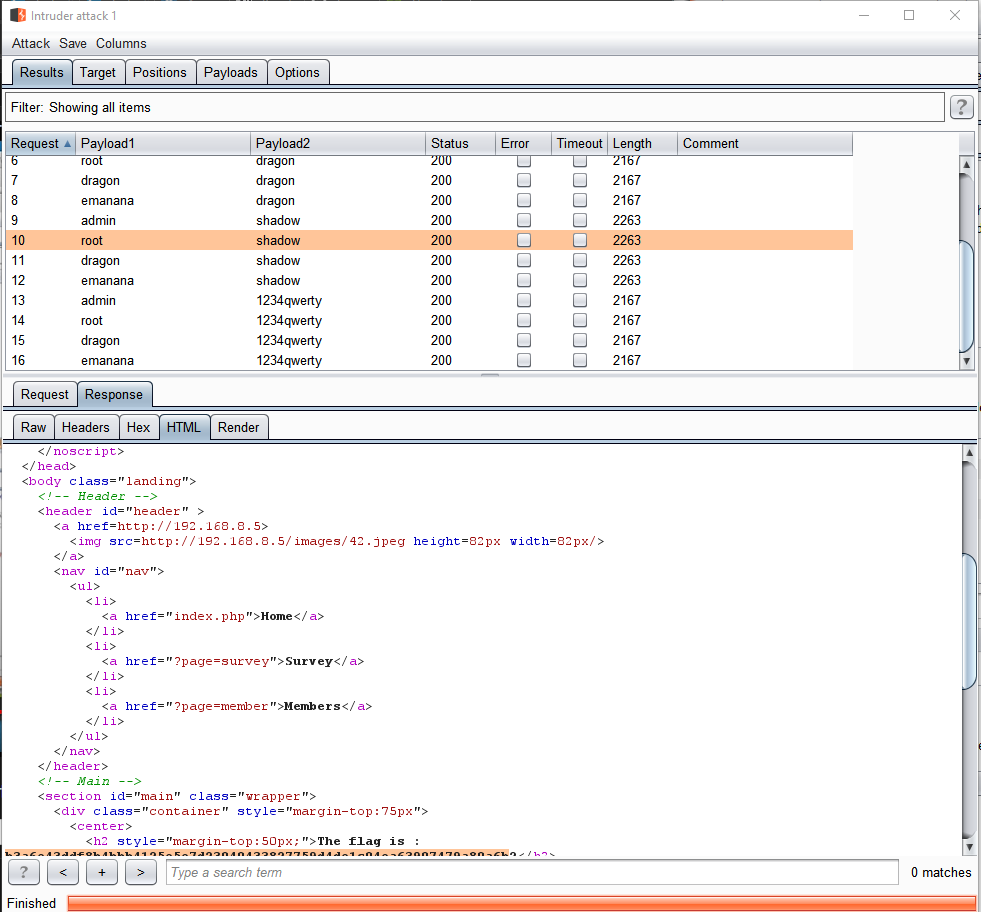 Intruder attack 1
Attack Save Columns
Results Target Positions Payloads Options
Filter: Showing all items ?
Request Payload1 Payload2 Status Error Timeout Length Comment
6 root dragon 200 2167
7 dragon dragon 200 2167
8 emanana dragon 200 2167
9 admin shadow 200 2263
10 root shadow 200 2263
11 dragon shadow 200 2263
12 emanana shadow 200 2263
13 admin 1234qwerty 200 2167
14 root 1234qwerty 200 2167
15 dragon 1234qwerty 200 2167
16 emanana 1234qwerty 200 2167
Request Response
Raw Headers Hex HTML Render
</noscript>
</head>
<body class="landing">
<!-- Header -->
<header id="header" >
<a href=http://192.168.8.5>
<img src=http://192.168.8.5/images/42.jpeg height=82px width=82px/>
</a>
<nav id="nav">
<ul>
<li>
<a href="index.php">Home</a>
</li>
<li>
<a href="?page=survey">Survey</a>
</li>
<li>
<a href="?page=member">Members</a>
</li>
</ul>
</nav>
</header>
<!-- Main -->
<section id="main" class="wrapper">
<div class="container" style="margin-top:75px">
<center>
<h2 style="margin-top:50px;">The flag is :
</h2>
? < + > Type a search term 0 matches
Finished